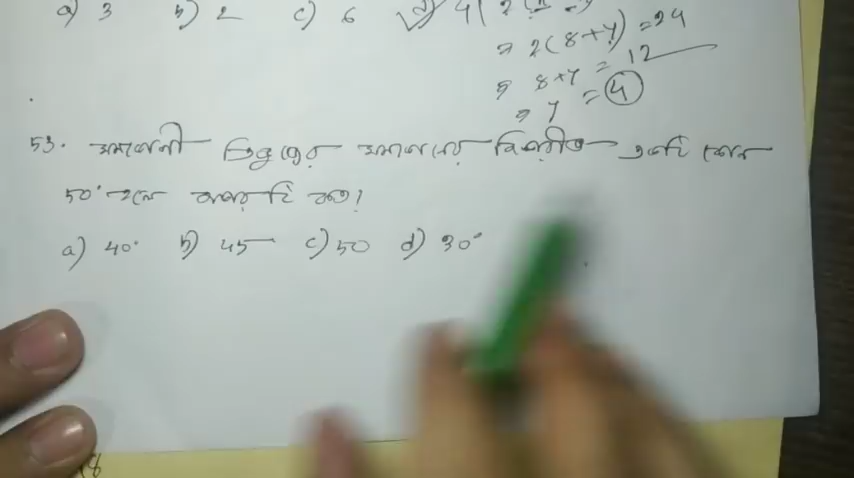 a) 3 b) 2 c) 6 d) 4
⇒ 2(8+y) = 24
⇒ 8+y = 12
⇒ y = 4
53. ত্রিভুজের সমকোণের বিপরীত একটি কোন
50° হলে অপরটি কত?
a) 40° b) 45 c) 50 d) 30°